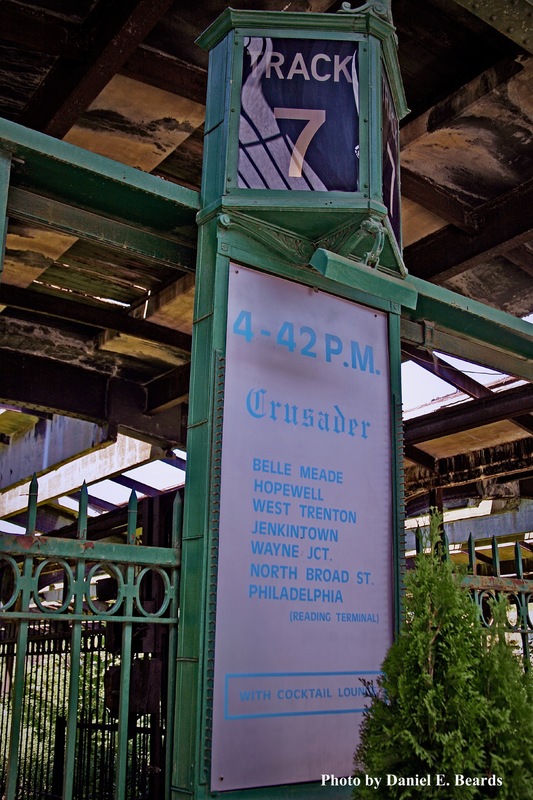 TRACK
7
4-42 P.M.
Crusader
BELLE MEADE
HOPEWELL
WEST TRENTON
JENKINTOWN
WAYNE JCT.
NORTH BROAD ST.
PHILADELPHIA
(READING TERMINAL)
WITH COCKTAIL
Photo by Daniel E. Beards